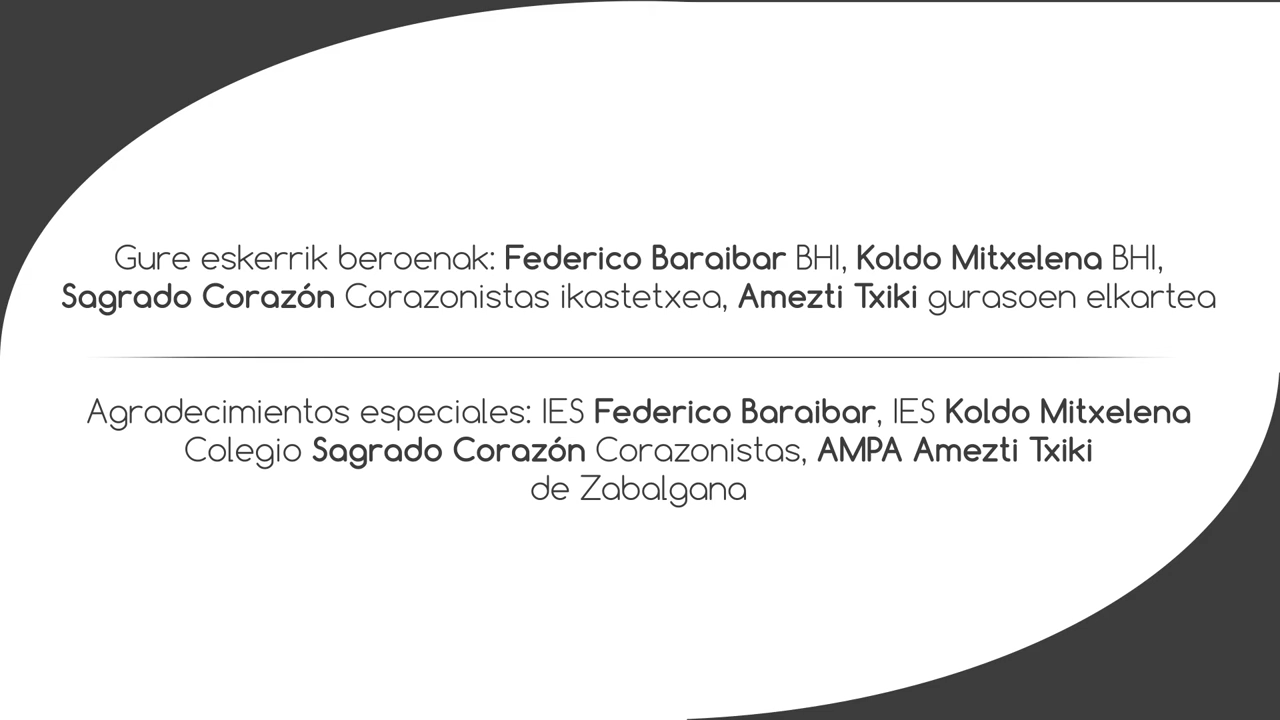 Gure eskerrik beroenak: Federico Baraibar BHI, Koldo Mitxelena BHI,
Sagrado Corazón Corazonistas ikastetxea, Amezti Txiki gurasoen elkartea
Agradecimientos especiales: IES Federico Baraibar, IES Koldo Mitxelena
Colegio Sagrado Corazón Corazonistas, AMPA Amezti Txiki
de Zabalgana